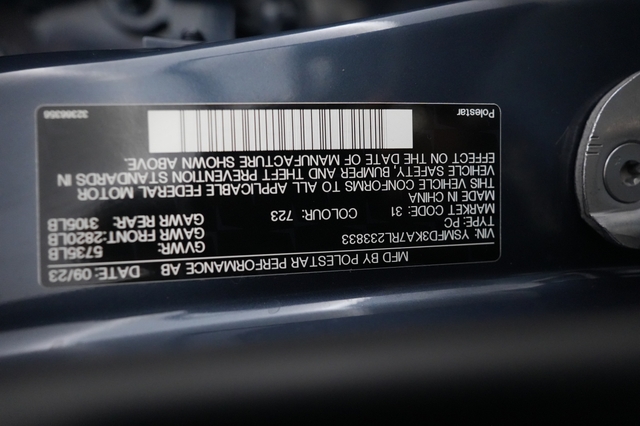 MFD BY POLESTAR PERFORMANCE AB DATE: 09/23
VIN: YSMFD3KA7RL233833 GVWR: 5735LB
TYPE: PC GAWR FRONT:2820LB
MARKET CODE: 31 COLOUR: 723 GAWR REAR: 3105LB
MADE IN CHINA
THIS VEHICLE CONFORMS TO ALL APPLICABLE FEDERAL MOTOR
VEHICLE SAFETY, BUMPER AND THEFT PREVENTION STANDARDS IN
EFFECT ON THE DATE OF MANUFACTURE SHOWN ABOVE.
Polestar